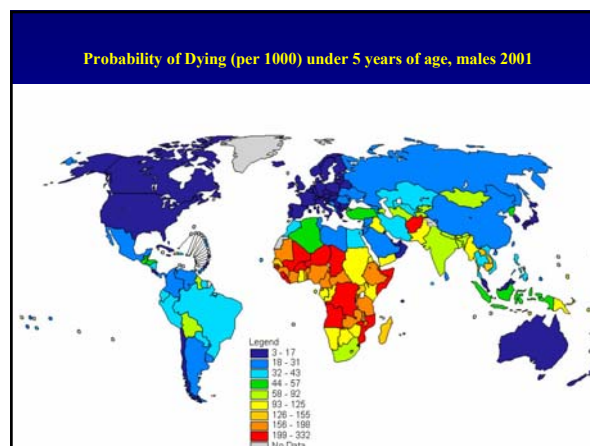 Probability of Dying (per 1000) under 5 years of age, males 2001
Legend
3 - 17
18 - 31
32 - 43
44 - 57
58 - 92
93 - 125
126 - 155
156 - 198
199 - 332
No Data